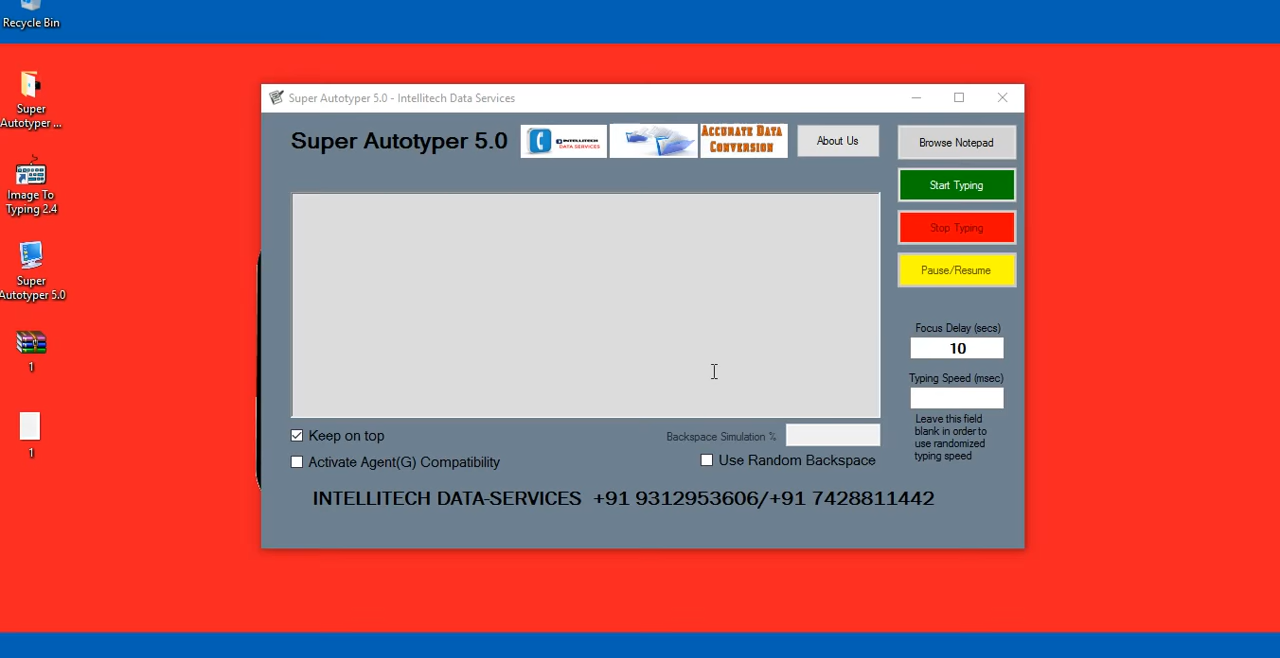 Recycle Bin
Super
Autotyper ...
Image To
Typing 2.4
Super
Autotyper 5.0
1
1
Super Autotyper 5.0 - Intellitech Data Services
Super Autotyper 5.0
INTELLITECH
DATA SERVICES
ACCURATE DATA
CONVERSION
About Us
Browse Notepad
Start Typing
Stop Typing
Pause/Resume
Focus Delay (secs)
10
Typing Speed (msec)
Leave this field
blank in order to
use randomized
typing speed
Keep on top
Backspace Simulation %
Activate Agent(G) Compatibility
Use Random Backspace
INTELLITECH DATA-SERVICES +91 9312953606/+91 7428811442